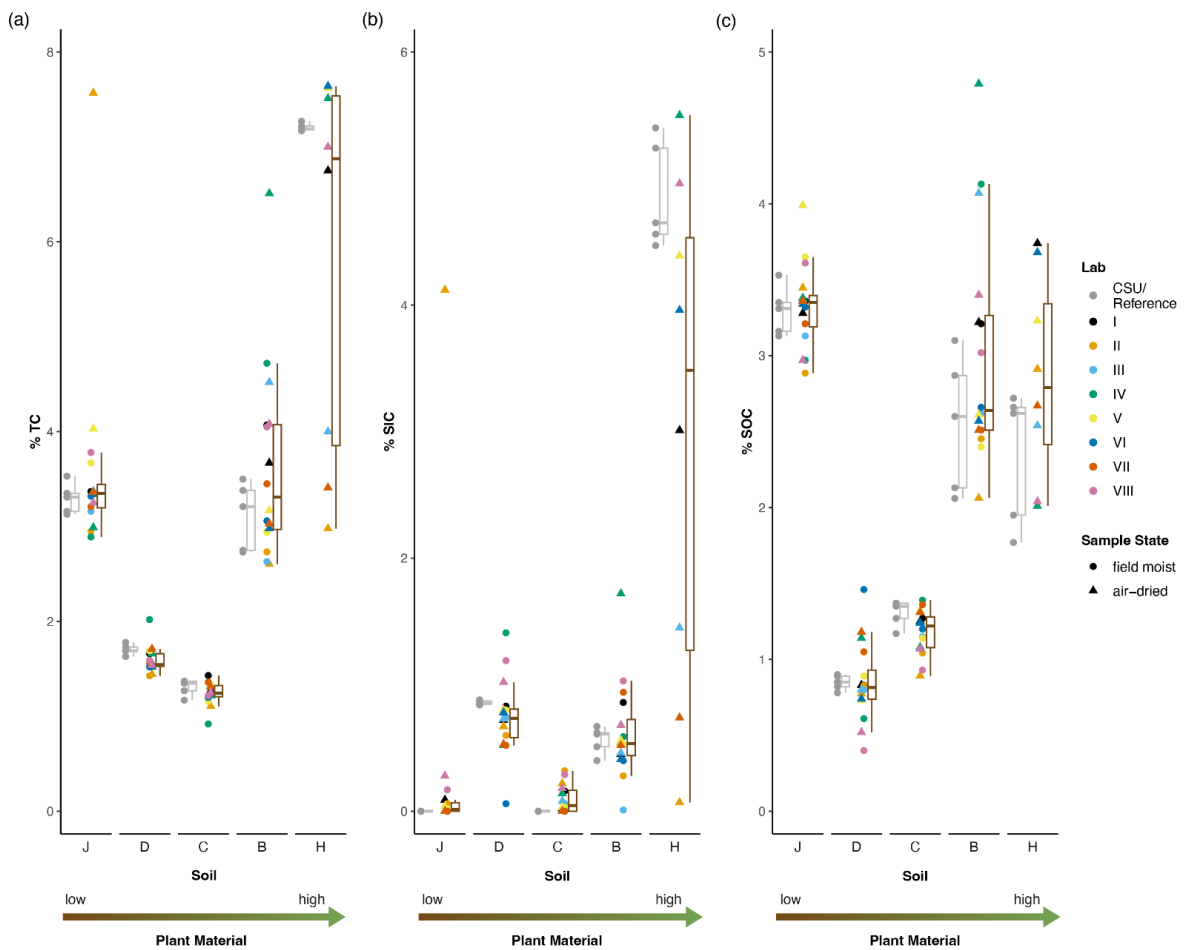 (a)
8
6
4
2
0
% TC
J D C B H
Soil
low high
Plant Material
(b)
6
4
2
0
% SIC
J D C B H
Soil
low high
Plant Material
(c)
5
4
3
2
1
0
% SOC
J D C B H
Soil
low high
Plant Material
Lab
CSU/
Reference
I
II
III
IV
V
VI
VII
VIII
Sample State
field moist
air-dried